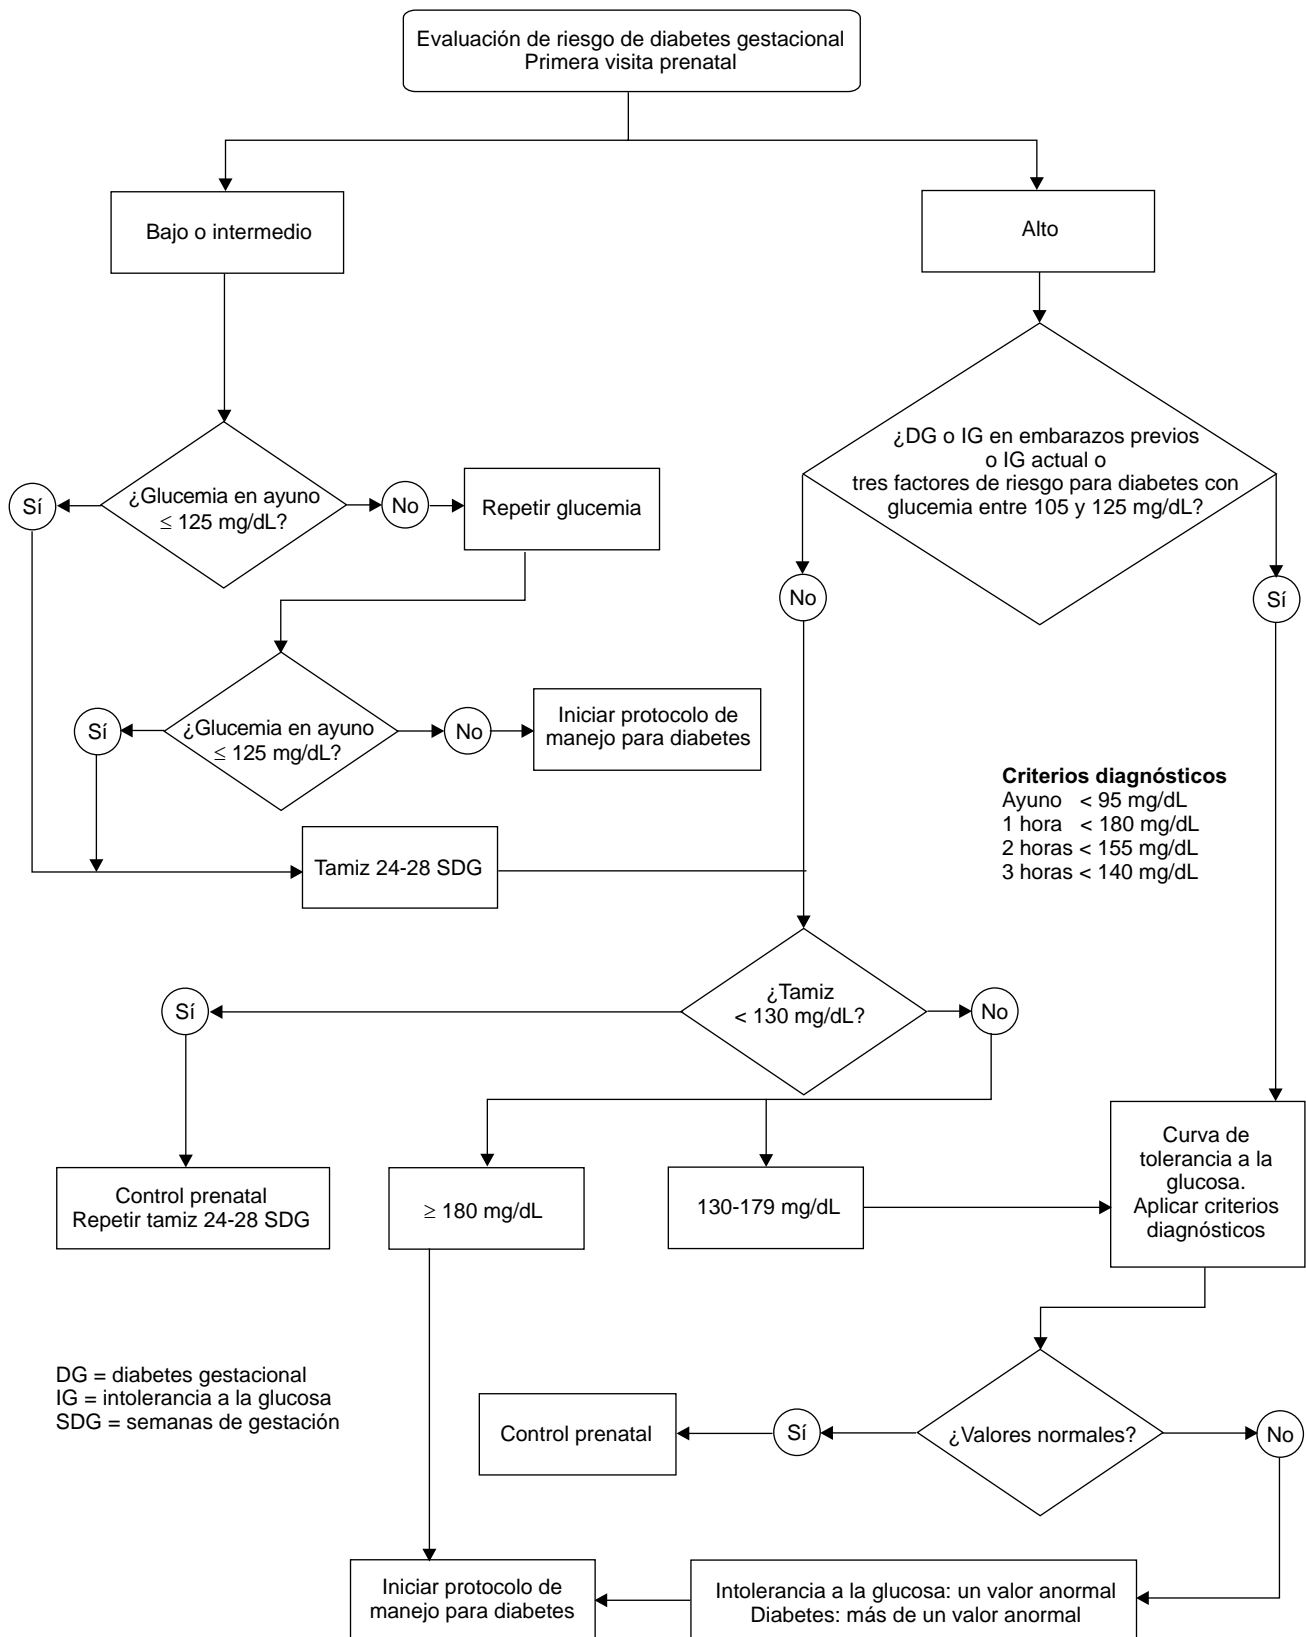 Evaluación de riesgo de diabetes gestacional
Primera visita prenatal
Bajo o intermedio
Alto
¿DG o IG en embarazos previos
o IG actual o
tres factores de riesgo para diabetes con
glucemia entre 105 y 125 mg/dL?
Sí
¿Glucemia en ayuno
≤ 125 mg/dL?
No
Repetir glucemia
No
Sí
Sí
¿Glucemia en ayuno
≤ 125 mg/dL?
No
Iniciar protocolo de
manejo para diabetes
Criterios diagnósticos
Ayuno < 95 mg/dL
1 hora < 180 mg/dL
2 horas < 155 mg/dL
3 horas < 140 mg/dL
Tamiz 24-28 SDG
Sí
¿Tamiz
< 130 mg/dL?
No
Control prenatal
Repetir tamiz 24-28 SDG
≥ 180 mg/dL
130-179 mg/dL
Curva de
tolerancia a la
glucosa.
Aplicar criterios
diagnósticos
DG = diabetes gestacional
IG = intolerancia a la glucosa
SDG = semanas de gestación
Control prenatal
Sí
¿Valores normales?
No
Iniciar protocolo de
manejo para diabetes
Intolerancia a la glucosa: un valor anormal
Diabetes: más de un valor anormal